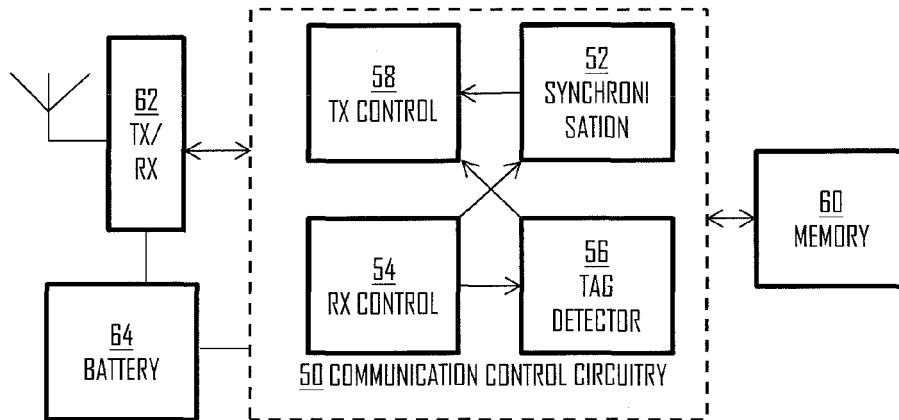 62
TX/
RX
58
TX CONTROL
52
SYNCHRONI
SATION
60
MEMORY
54
RX CONTROL
56
TAG
DETECTOR
64
BATTERY
50 COMMUNICATION CONTROL CIRCUITRY